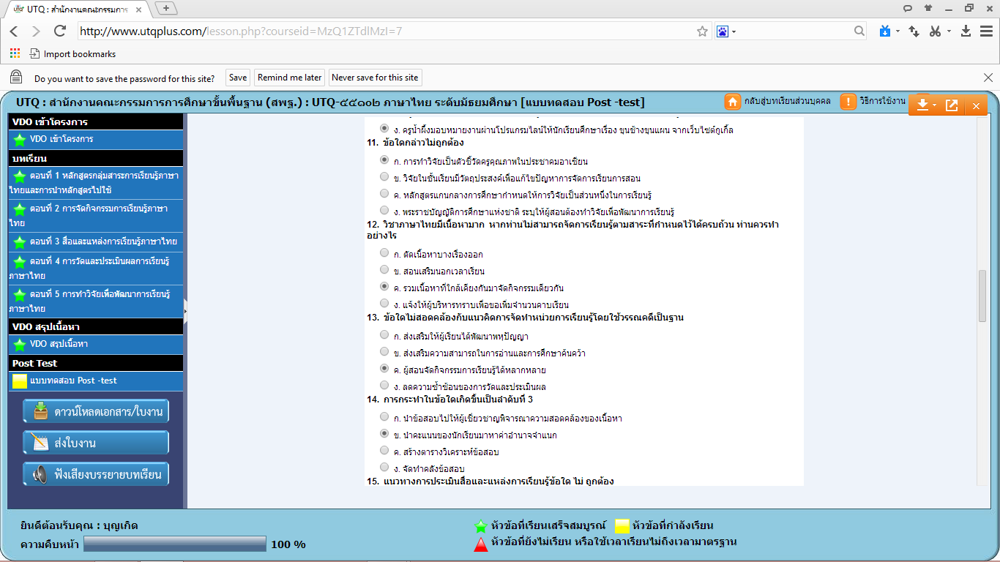 UTQ : สำนักงานคณะกรรมการ
http://www.utqplus.com/lesson.php?courseid=MzQ1ZTdlMzI=7
Import bookmarks
Do you want to save the password for this site?
Save
Remind me later
Never save for this site
UTQ : สำนักงานคณะกรรมการการศึกษาขั้นพื้นฐาน (สพฐ.) : UTQ-๕๕๑๐๒ ภาษาไทย ระดับมัธยมศึกษา [แบบทดสอบ Post -test]
กลับสู่บทเรียนส่วนบุคคล
วิธีการใช้งาน
VDO เข้าโครงการ
VDO เข้าโครงการ
บทเรียน
ตอนที่ 1 หลักสูตรกลุ่มสาระการเรียนรู้ภาษา
ไทยและการนำหลักสูตรไปใช้
ตอนที่ 2 การจัดกิจกรรมการเรียนรู้ภาษา
ไทย
ตอนที่ 3 สื่อและแหล่งการเรียนรู้ภาษาไทย
ตอนที่ 4 การวัดและประเมินผลการเรียนรู้
ภาษาไทย
ตอนที่ 5 การทำวิจัยเพื่อพัฒนาการเรียนรู้
ภาษาไทย
VDO สรุปเนื้อหา
VDO สรุปเนื้อหา
Post Test
แบบทดสอบ Post -test
ดาวน์โหลดเอกสาร/ใบงาน
ส่งใบงาน
ฟังเสียงบรรยายบทเรียน
ง. ครูน้ำผึ้งมอบหมายงานผ่านโปรแกรมไลน์ให้นักเรียนศึกษาเรื่อง ขุนช้างขุนแผน จากเว็บไซต์กูเกิ้ล
11. ข้อใดกล่าวไม่ถูกต้อง
ก. การทำวิจัยเป็นตัวชี้วัดครูคุณภาพในประชาคมอาเซียน
ข. วิจัยในชั้นเรียนมีวัตถุประสงค์เพื่อแก้ไขปัญหาการจัดการเรียนการสอน
ค. หลักสูตรแกนกลางการศึกษากำหนดให้การวิจัยเป็นส่วนหนึ่งในการเรียนรู้
ง. พระราชบัญญัติการศึกษาแห่งชาติ ระบุให้ผู้สอนต้องทำวิจัยเพื่อพัฒนาการเรียนรู้
12. วิชาภาษาไทยมีเนื้อหามาก หากท่านไม่สามารถจัดการเรียนรู้ตามสาระที่กำหนดไว้ได้ครบถ้วน ท่านควรทำ
อย่างไร
ก. ตัดเนื้อหาบางเรื่องออก
ข. สอนเสริมนอกเวลาเรียน
ค. รวมเนื้อหาที่ใกล้เคียงกันมาจัดกิจกรรมเดียวกัน
ง. แจ้งให้ผู้บริหารทราบเพื่อขอเพิ่มจำนวนคาบเรียน
13. ข้อใดไม่สอดคล้องกับแนวคิดการจัดทำหน่วยการเรียนรู้โดยใช้วรรณคดีเป็นฐาน
ก. ส่งเสริมให้ผู้เรียนได้พัฒนาพหุปัญญา
ข. ส่งเสริมความสามารถในการอ่านและการศึกษาค้นคว้า
ค. ผู้สอนจัดกิจกรรมการเรียนรู้ได้หลากหลาย
ง. ลดความซ้ำซ้อนของการวัดและประเมินผล
14. การกระทำในข้อใดเกิดขึ้นเป็นลำดับที่ 3
ก. นำข้อสอบไปให้ผู้เชี่ยวชาญพิจารณาความสอดคล้องของเนื้อหา
ข. นำคะแนนของนักเรียนมาหาค่าอำนาจจำแนก
ค. สร้างตารางวิเคราะห์ข้อสอบ
ง. จัดทำคลังข้อสอบ
15. แนวทางการประเมินสื่อและแหล่งการเรียนรู้ข้อใด ไม่ ถูกต้อง
ยินดีต้อนรับคุณ : บุญเกิด
ความคืบหน้า 100 %
หัวข้อที่เรียนเสร็จสมบูรณ์
หัวข้อที่กำลังเรียน
หัวข้อที่ยังไม่เรียน หรือใช้เวลาเรียนไม่ถึงเวลามาตรฐาน